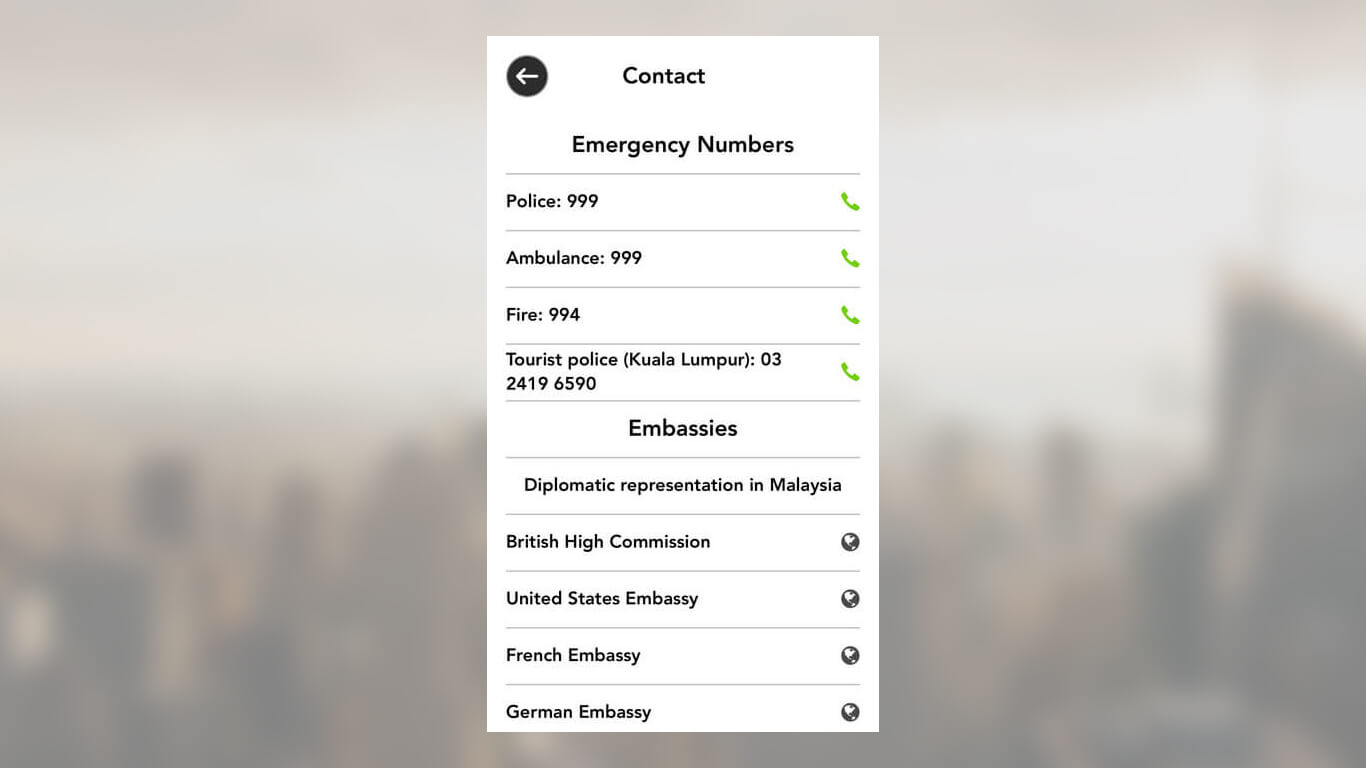 Contact
Emergency Numbers
Police: 999
Ambulance: 999
Fire: 994
Tourist police (Kuala Lumpur): 03
2419 6590
Embassies
Diplomatic representation in Malaysia
British High Commission
United States Embassy
French Embassy
German Embassy